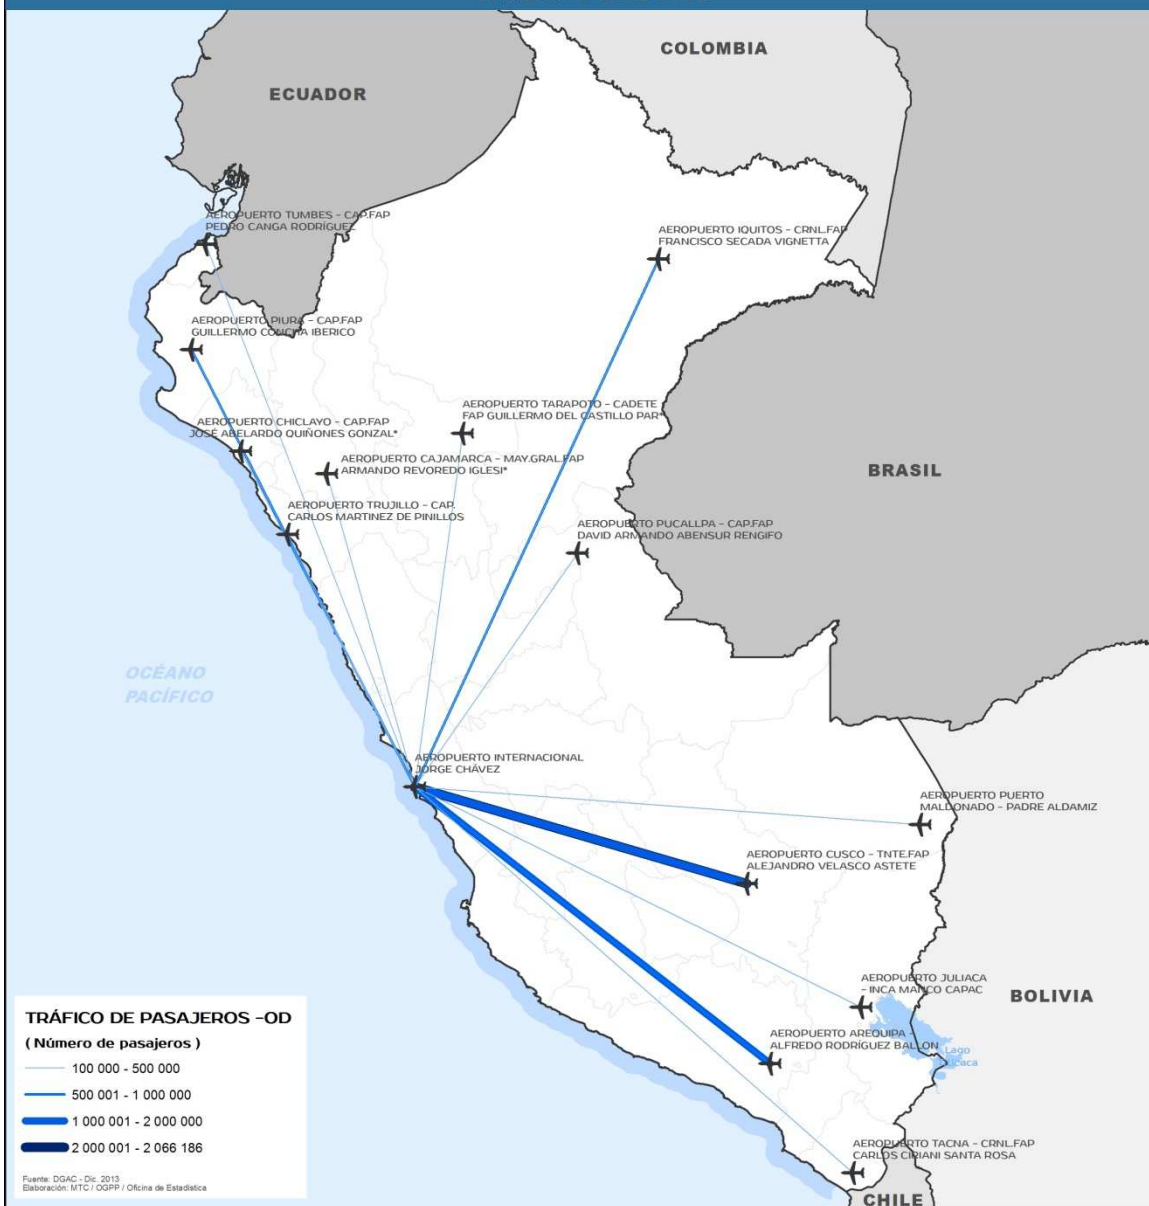 COLOMBIA
ECUADOR
AEROPUERTO TUMBES - CAP.FAP
PEDRO CANGA RODRÍGUEZ
AEROPUERTO IQUITOS - CRNL.FAP
FRANCISCO SECADA VIGNETTA
AEROPUERTO PIURA - CAP.FAP
GUILLERMO CONCHA IBERICO
AEROPUERTO TARAPOTO - CADETE
FAP GUILLERMO DEL CASTILLO PAR*
AEROPUERTO CHICLAYO - CAP.FAP
JOSÉ ABELARDO QUIÑONES GONZAL*
AEROPUERTO CAJAMARCA - MAY.GRAL.FAP
ARMANDO REVOREDO IGLESI*
BRASIL
AEROPUERTO TRUJILLO - CAP.
CARLOS MARTINEZ DE PINILLOS
AEROPUERTO PUCALLPA - CAP.FAP
DAVID ARMANDO ABENSUR RENGIFO
OCÉANO
PACÍFICO
AEROPUERTO INTERNACIONAL
JORGE CHÁVEZ
AEROPUERTO PUERTO
MALDONADO - PADRE ALDAMIZ
AEROPUERTO CUSCO - TNTE.FAP
ALEJANDRO VELASCO ASTETE
AEROPUERTO JULIACA
- INCA MANCO CAPAC
BOLIVIA
AEROPUERTO AREQUIPA -
ALFREDO RODRÍGUEZ BALLON
Lago
AEROPUERTO TACNA - CRNL.FAP
CARLOS CIRIANI SANTA ROSA
CHILE
TRÁFICO DE PASAJEROS -OD
( Número de pasajeros )
100 000 - 500 000
500 001 - 1 000 000
1 000 001 - 2 000 000
2 000 001 - 2 066 186
Fuente: DGAC - Dic. 2013
Elaboración: MTC / OGPP / Oficina de Estadística